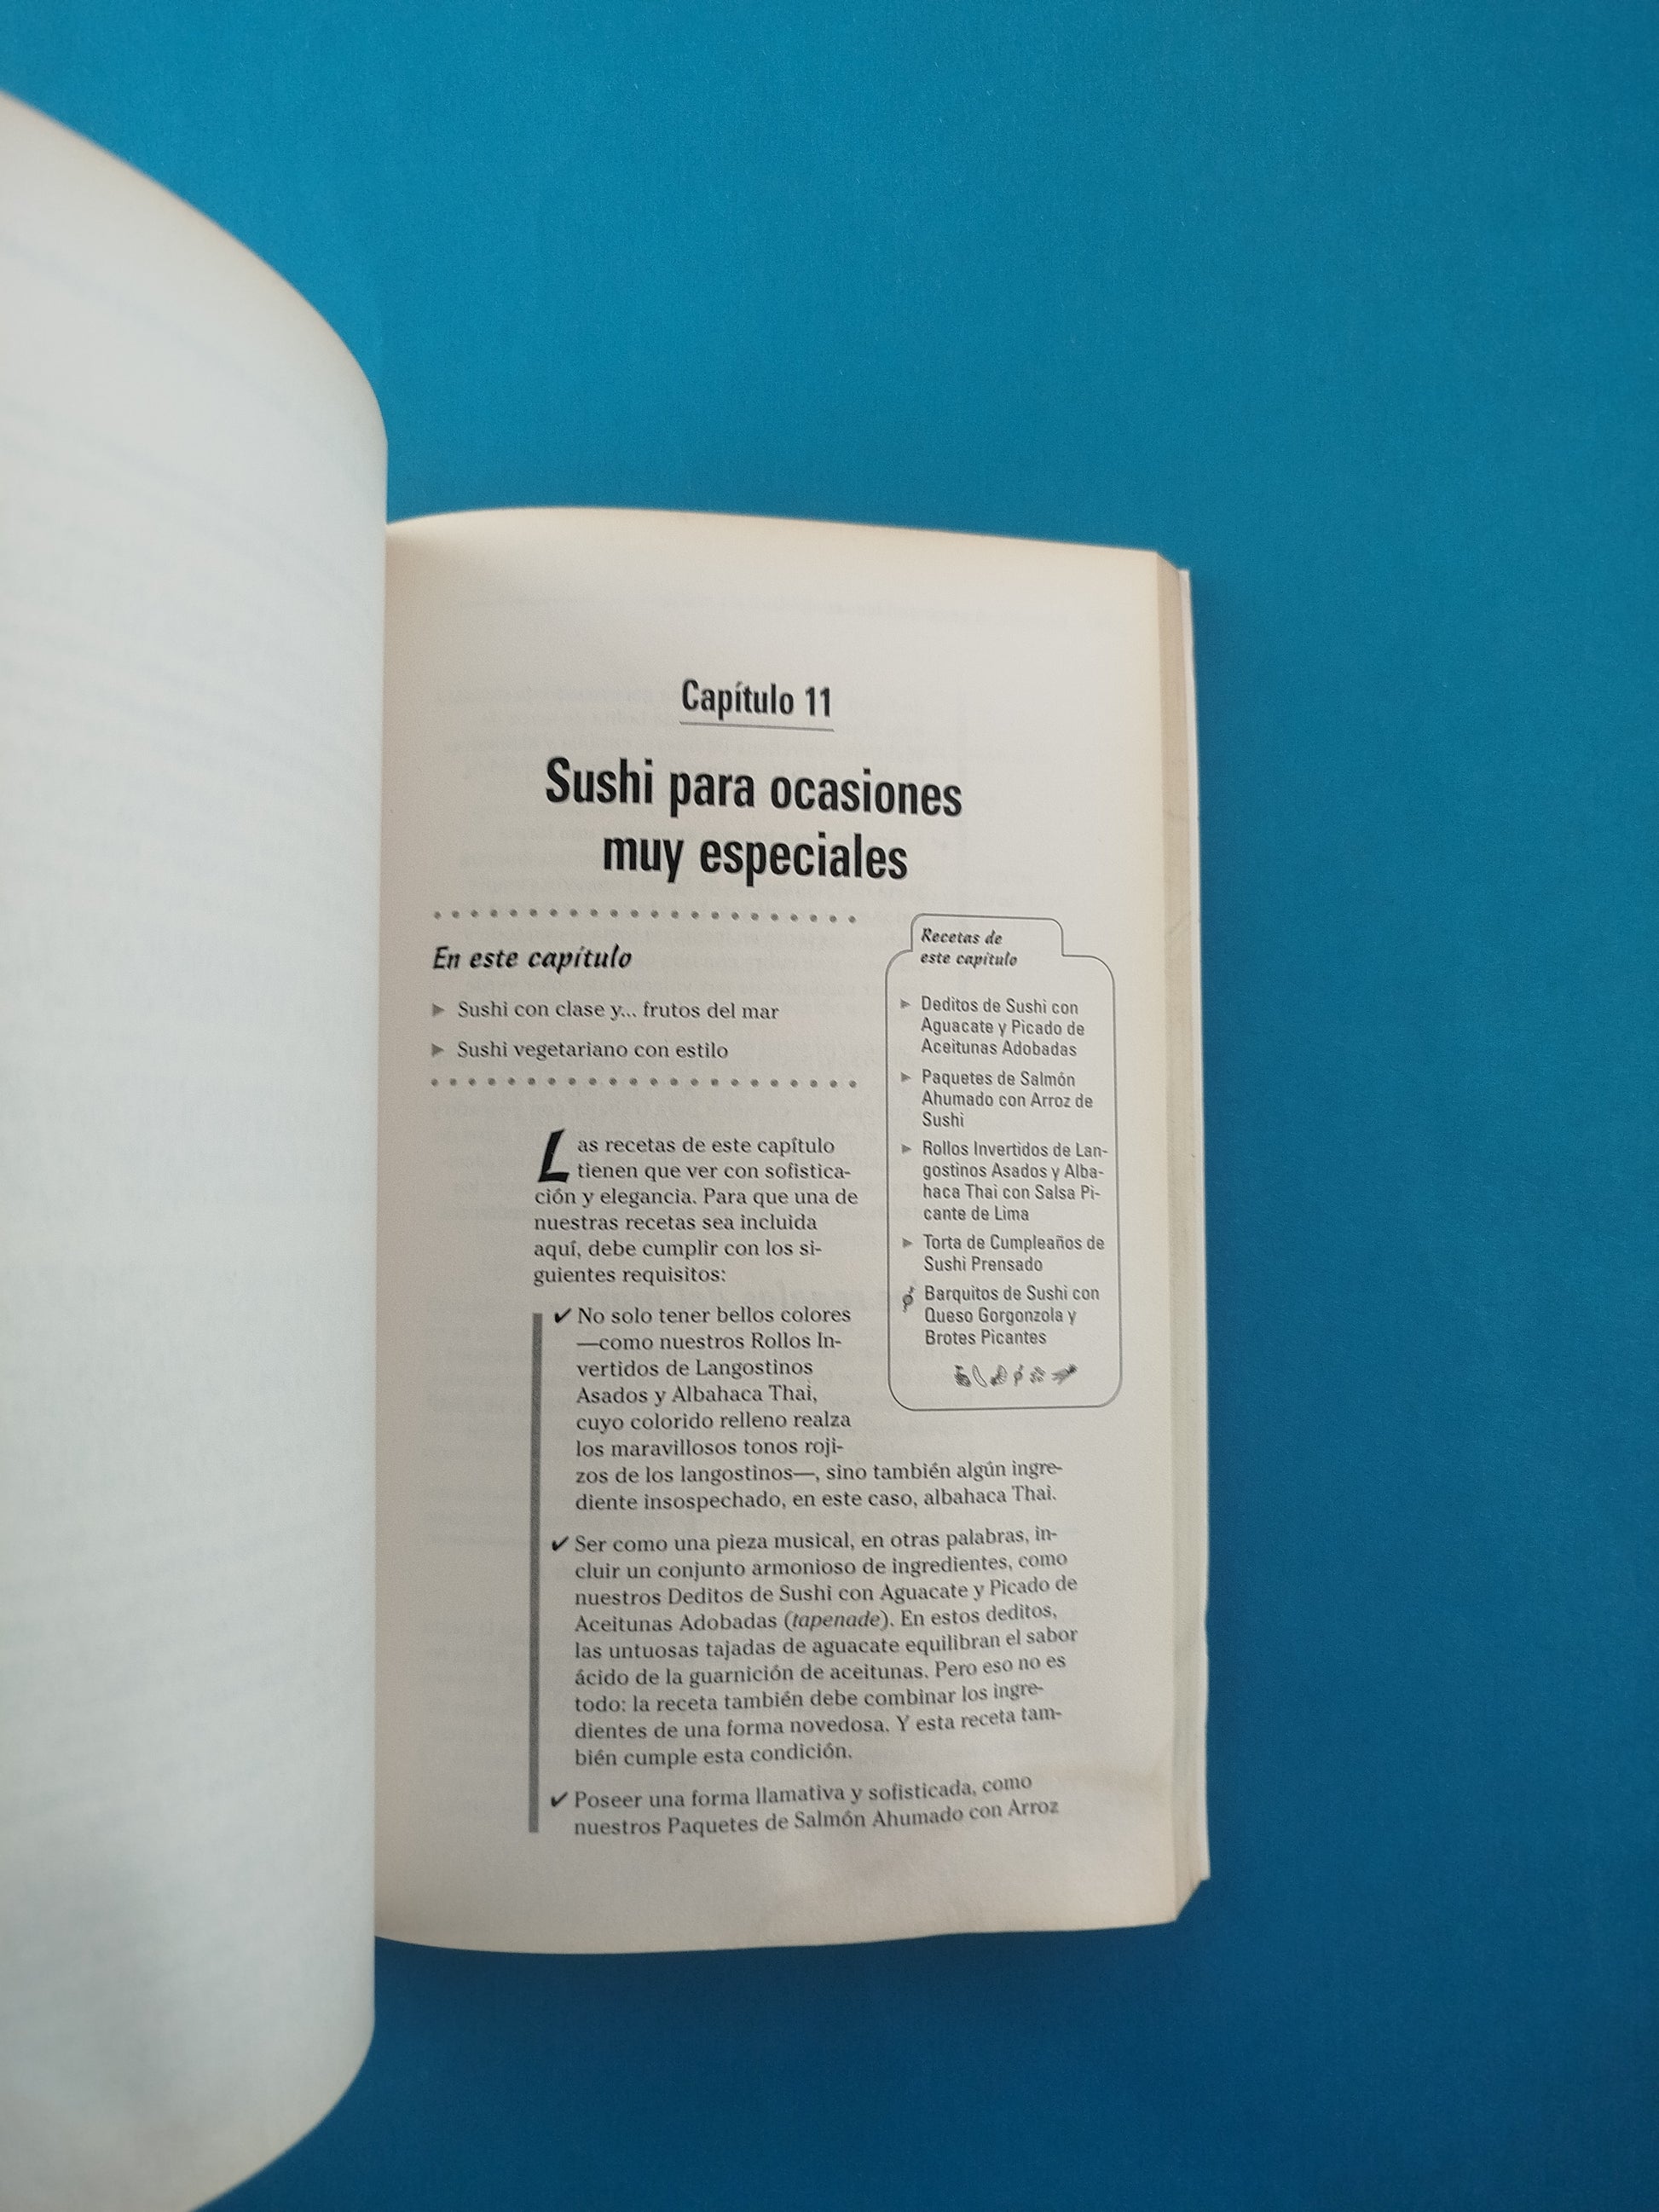 Capítulo 11
Sushi para ocasiones
muy especiales
En este capítulo
▶ Sushi con clase y... frutos del mar
▶ Sushi vegetariano con estilo
Recetas de
este capítulo
▶ Deditos de Sushi con
Aguacate y Picado de
Aceitunas Adobadas
▶ Paquetes de Salmón
Ahumado con Arroz de
Sushi
▶ Rollos Invertidos de Lan-
gostinos Asados y Alba-
haca Thai con Salsa Pi-
cante de Lima
▶ Torta de Cumpleaños de
Sushi Prensado
Barquitos de Sushi con
Queso Gorgonzola y
Brotes Picantes
Las recetas de este capítulo
tienen que ver con sofistica-
ción y elegancia. Para que una de
nuestras recetas sea incluida
aquí, debe cumplir con los si-
guientes requisitos:
✔ No solo tener bellos colores
—como nuestros Rollos In-
vertidos de Langostinos
Asados y Albahaca Thai,
cuyo colorido relleno realza
los maravillosos tonos roji-
zos de los langostinos—, sino también algún ingre-
diente insospechado, en este caso, albahaca Thai.
✔ Ser como una pieza musical, en otras palabras, in-
cluir un conjunto armonioso de ingredientes, como
nuestros Deditos de Sushi con Aguacate y Picado de
Aceitunas Adobadas (tapenade). En estos deditos,
las untuosas tajadas de aguacate equilibran el sabor
ácido de la guarnición de aceitunas. Pero eso no es
todo: la receta también debe combinar los ingre-
dientes de una forma novedosa. Y esta receta tam-
bién cumple esta condición.
✔ Poseer una forma llamativa y sofisticada, como
nuestros Paquetes de Salmón Ahumado con Arroz